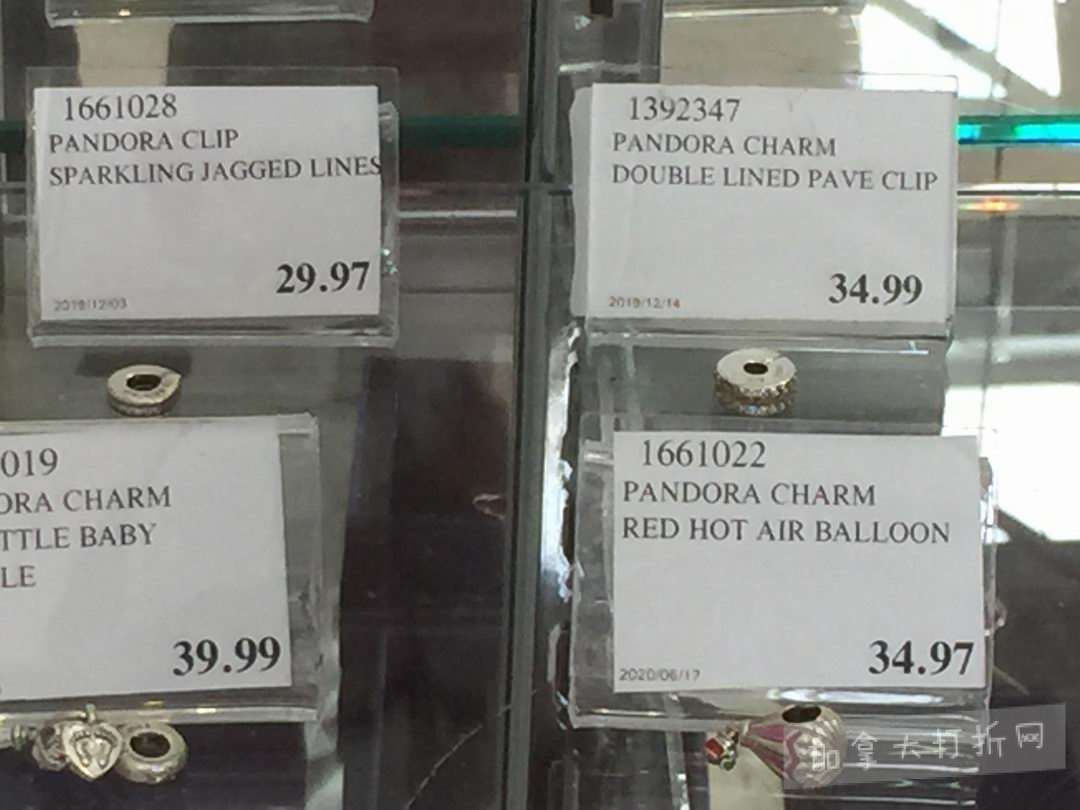 1661028
PANDORA CLIP
SPARKLING JAGGED LINES
29.97
2019/12/03
1392347
PANDORA CHARM
DOUBLE LINED PAVE CLIP
34.99
2019/12/14
019
ORA CHARM
TTLE BABY
LE
39.99
1661022
PANDORA CHARM
RED HOT AIR BALLOON
34.97
2020/06/17
加拿大打折网